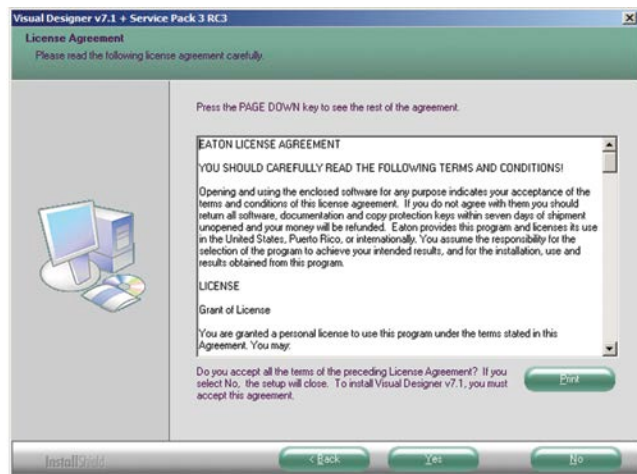 Visual Designer v7.1 + Service Pack 3 RC3
License Agreement
Please read the following license agreement carefully.
Press the PAGE DOWN key to see the rest of the agreement.
EATON LICENSE AGREEMENT
YOU SHOULD CAREFULLY READ THE FOLLOWING TERMS AND CONDITIONS!
Opening and using the enclosed software for any purpose indicates your acceptance of the
terms and conditions of this license agreement. If you do not agree with them you should
return all software, documentation and copy protection keys within seven days of shipment
unopened and your money will be refunded. Eaton provides this program and licenses its use
in the United States, Puerto Rico, or internationally. You assume the responsibility for the
selection of the program to achieve your intended results, and for the installation, use and
results obtained from this program.
LICENSE
Grant of License
You are granted a personal license to use this program under the terms stated in this
Agreement. You may:
Do you accept all the terms of the preceding License Agreement? If you
select No, the setup will close. To install Visual Designer v7.1, you must
accept this agreement.
Print
InstallShield
< Back
Yes
No